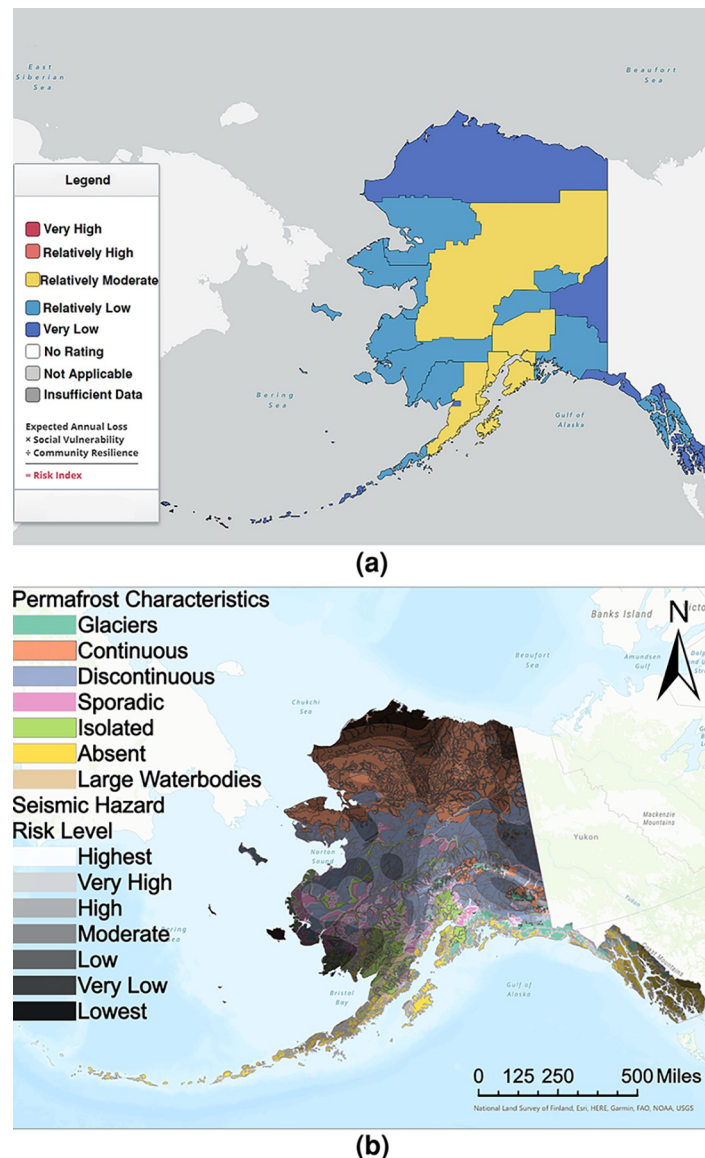 East
Siberian
Sea
Beaufort
Sea
Legend
Very High
Relatively High
Relatively Moderate
Relatively Low
Very Low
No Rating
Not Applicable
Insufficient Data
Expected Annual Loss
× Social Vulnerability
÷ Community Resilience
= Risk Index
Bering
Sea
Gulf of
Alaska
(a)
Permafrost Characteristics
Glaciers
Continuous
Discontinuous
Sporadic
Isolated
Absent
Large Waterbodies
Seismic Hazard
Risk Level
Highest
Very High
High
Moderate
Low
Very Low
Lowest
N
Banks Island
Amundsen
Gulf
Beaufort
Sea
Chukchi
Sea
Mackenzie
Mountains
Yukon
Norton
Sound
Bristol
Bay
Gulf of
Alaska
Coast Mountains
0 125 250 500 Miles
National Land Survey of Finland, Esri, HERE, Garmin, FAO, NOAA, USGS
(b)